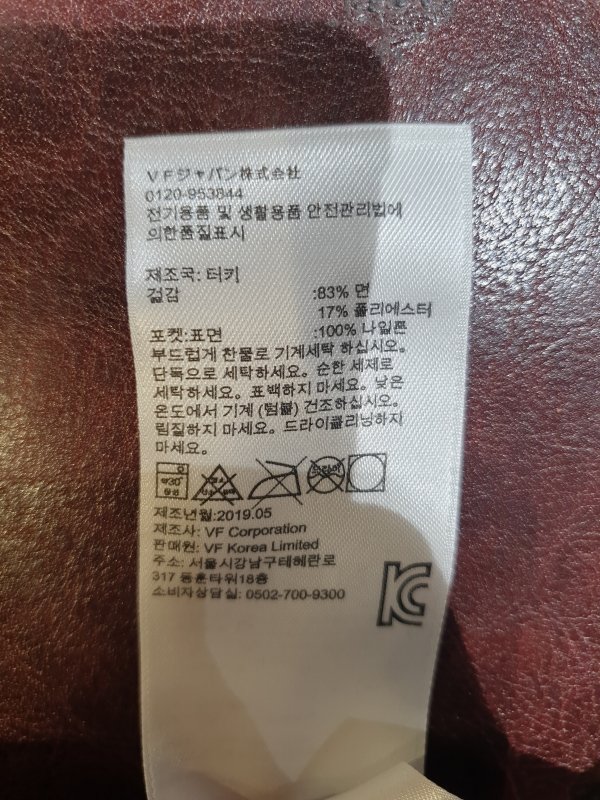 VFジャパン株式会社
0120-953844
전기용품 및 생활용품 안전관리법에
의한품질표시
제조국: 터키
겉감 :83% 면
17% 폴리에스터
포켓:표면 :100% 나일론
부드럽게 찬물로 기계세탁 하십시오.
단독으로 세탁하세요. 순한 세제로
세탁하세요. 표백하지 마세요. 낮은
온도에서 기계 (텀블) 건조하십시오.
림질하지 마세요. 드라이클리닝하지
마세요.
약30
중성
드라이
제조년월:2019.05
제조사: VF Corporation
판매원: VF Korea Limited
주소: 서울시강남구테헤란로
317 동훈타워18층
소비자상담실: 0502-700-9300
KC